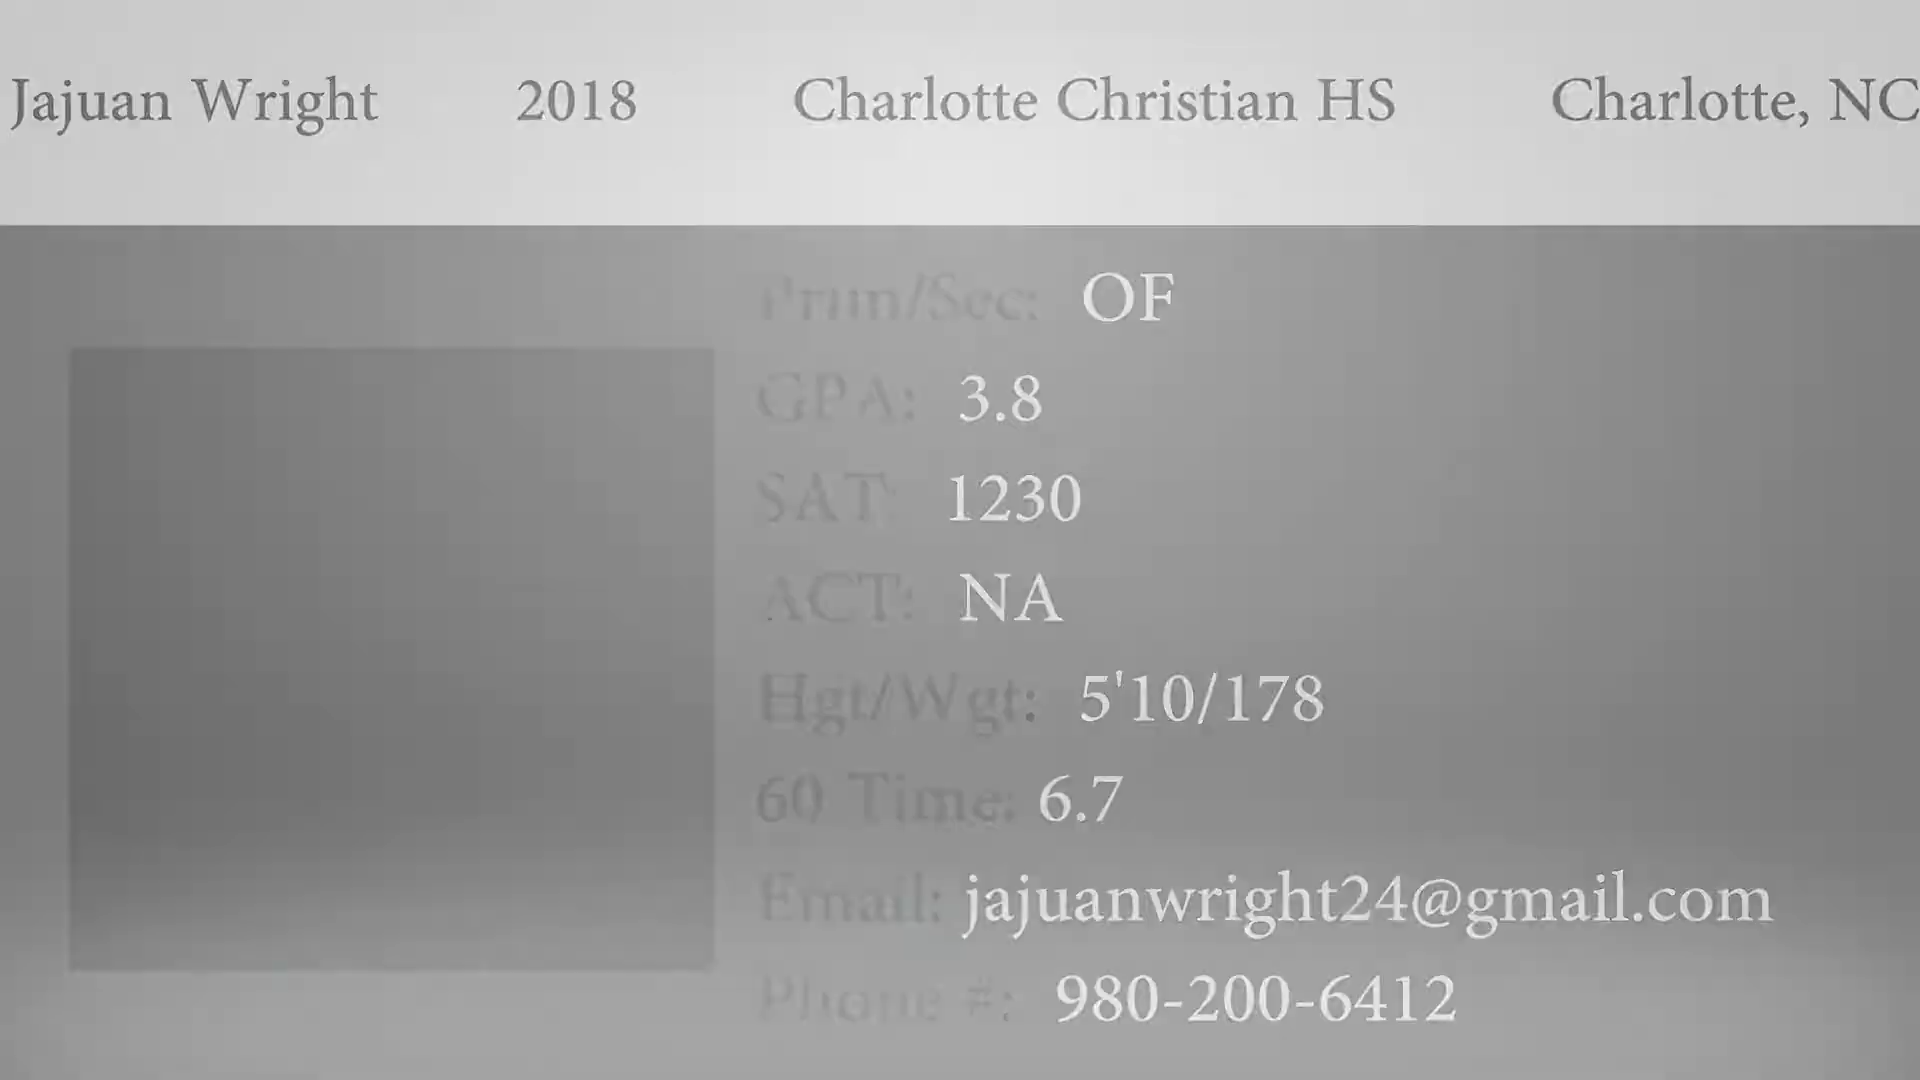 Jajuan Wright 2018 Charlotte Christian HS Charlotte, NC
Prim/Sec: OF
GPA: 3.8
SAT: 1230
ACT: NA
Hgt/Wgt: 5'10/178
60 Time: 6.7
Email: jajuanwright24@gmail.com
Phone #: 980-200-6412